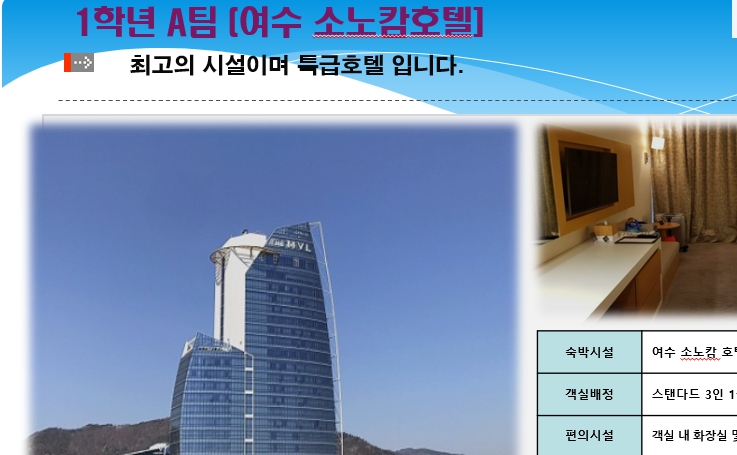 1학년 A팀 [여수 소노캄호텔]
최고의 시설이며 특급호텔 입니다.
THE MVL
숙박시설 여수 소노캄
객실배정 스탠다드 3인
편의시설 객실 내 화장실